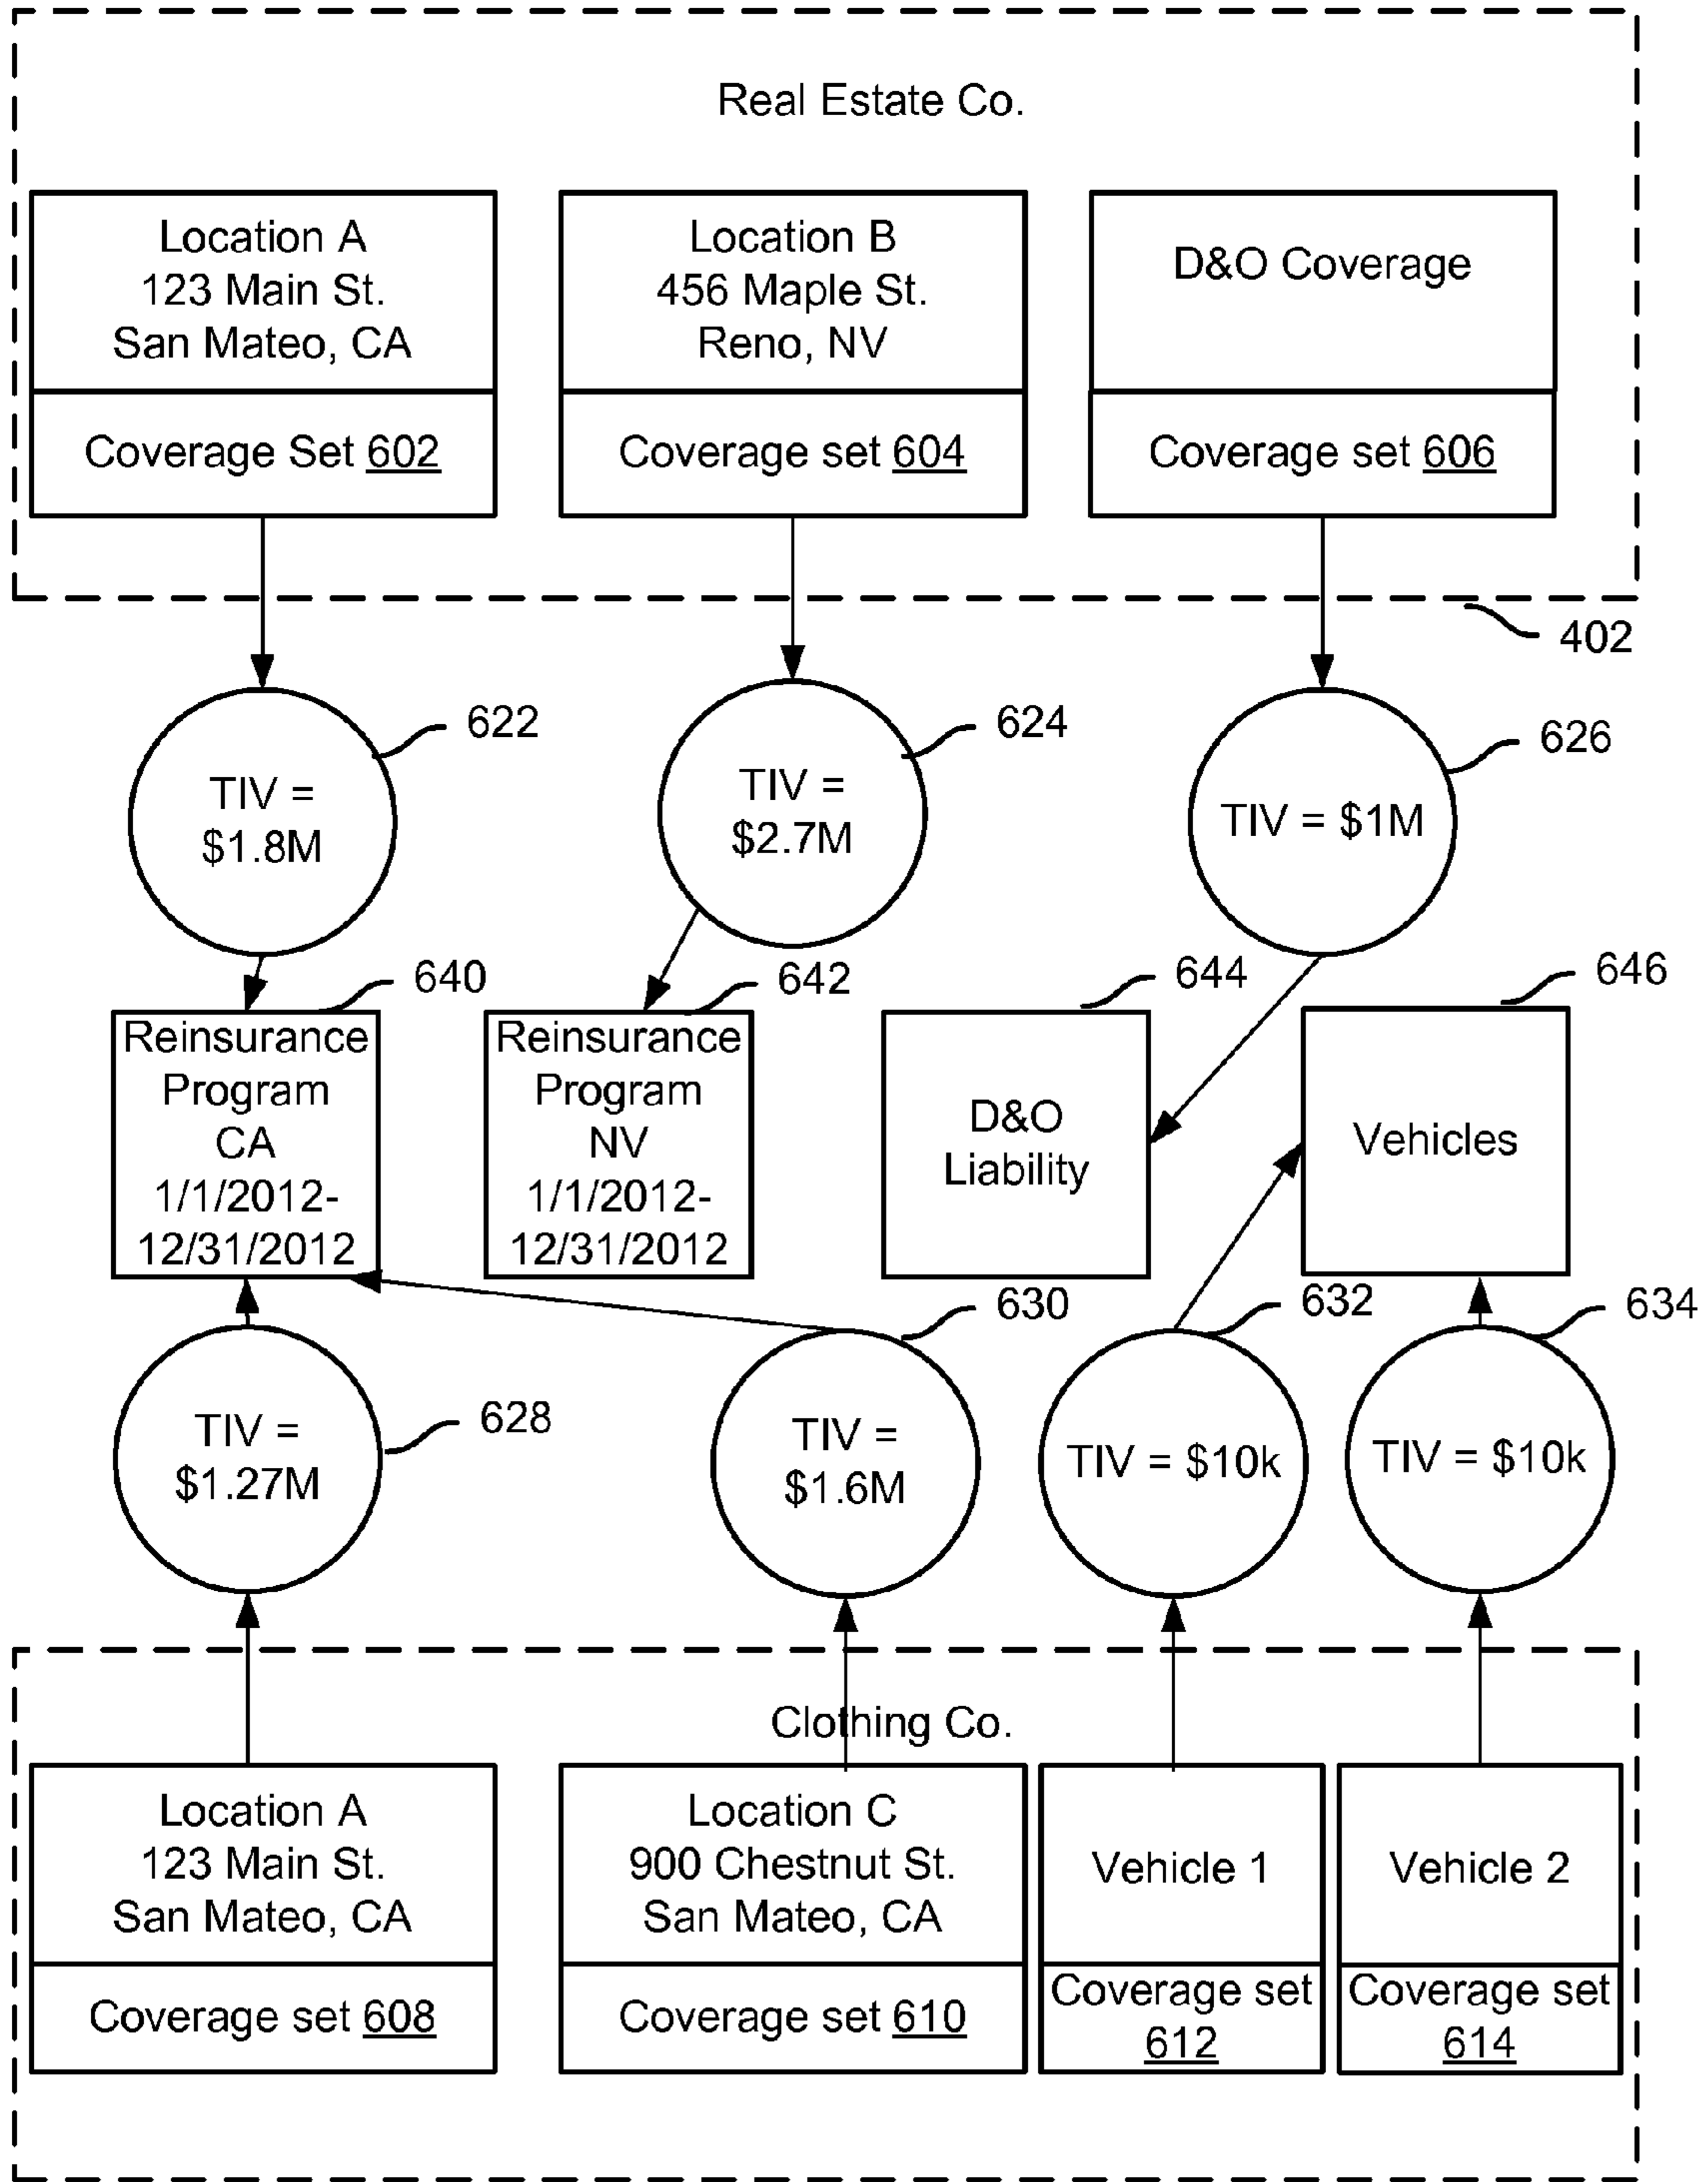 Real Estate Co.
Location A
123 Main St.
San Mateo, CA
Coverage Set 602
Location B
456 Maple St.
Reno, NV
Coverage set 604
D&O Coverage
Coverage set 606
402
622
TIV =
$1.8M
624
TIV =
$2.7M
626
TIV = $1M
640
Reinsurance
Program
CA
1/1/2012-
12/31/2012
642
Reinsurance
Program
NV
1/1/2012-
12/31/2012
644
D&O
Liability
646
Vehicles
628
TIV =
$1.27M
630
TIV =
$1.6M
632
TIV = $10k
634
TIV = $10k
Clothing Co.
Location A
123 Main St.
San Mateo, CA
Coverage set 608
Location C
900 Chestnut St.
San Mateo, CA
Coverage set 610
Vehicle 1
Coverage set
612
Vehicle 2
Coverage set
614